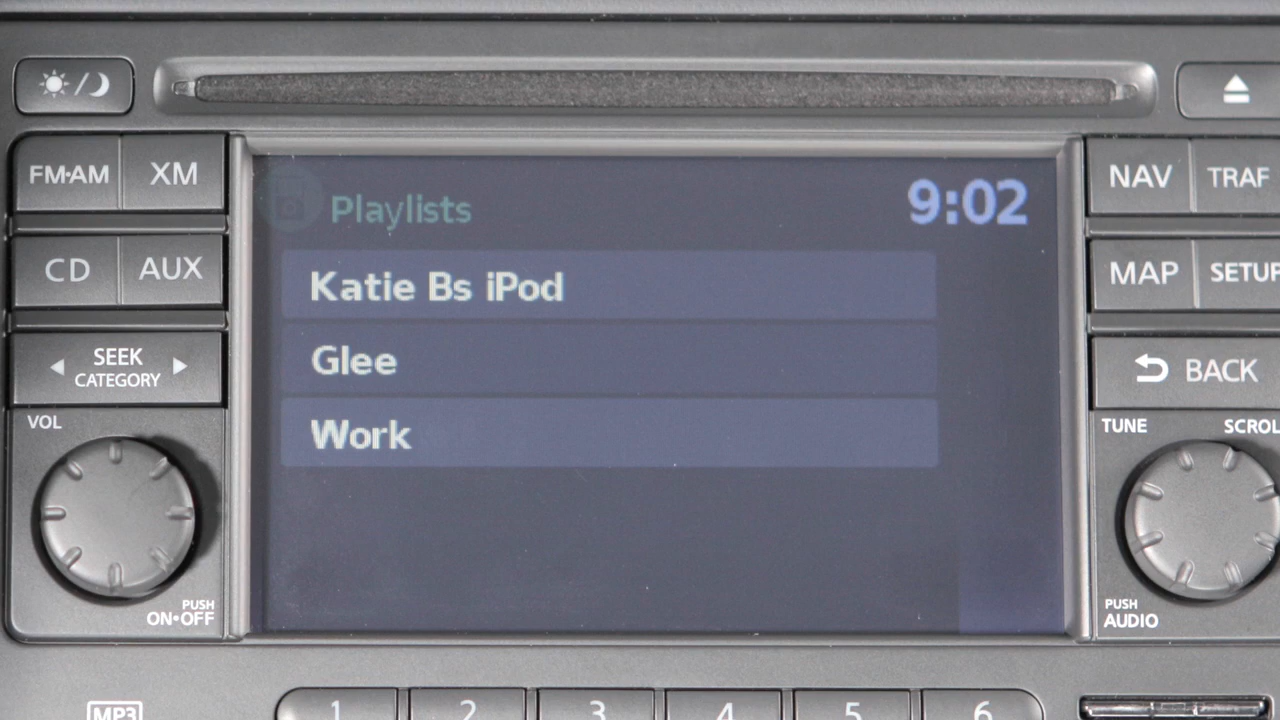 FM·AM
XM
CD
AUX
SEEK
CATEGORY
VOL
PUSH
ON•OFF
MP3
Playlists
9:02
Katie Bs iPod
Glee
Work
NAV
TRAF
MAP
SETUP
BACK
TUNE
SCROL
PUSH
AUDIO
1 2 3 4 5 6